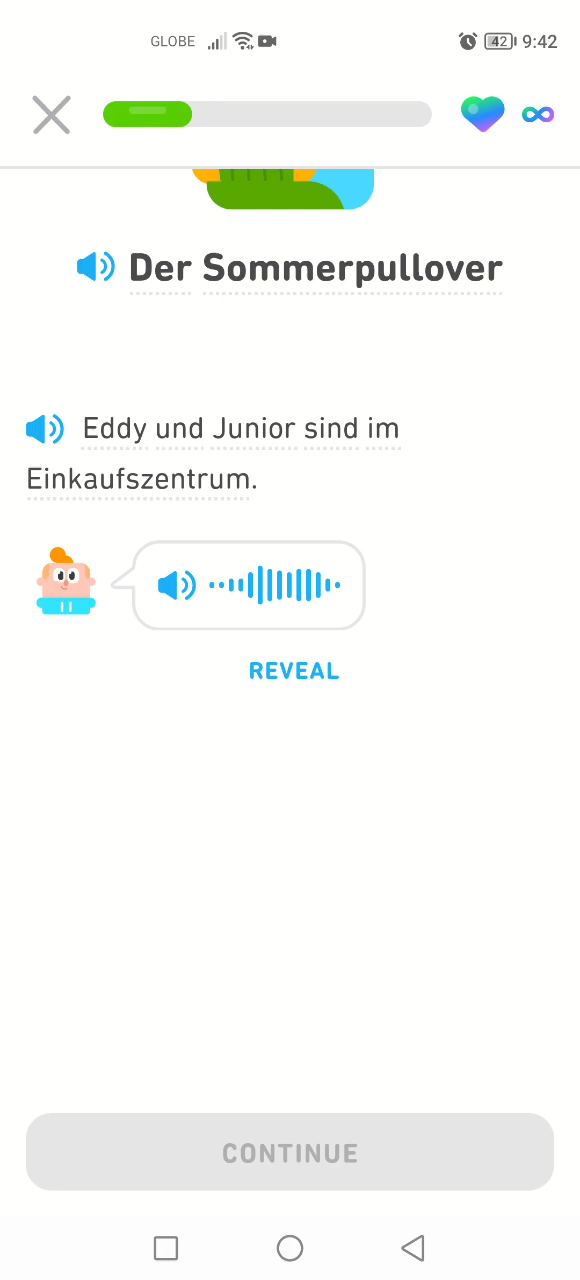 GLOBE 42 9:42
Der Sommerpullover
Eddy und Junior sind im
Einkaufszentrum.
REVEAL
CONTINUE